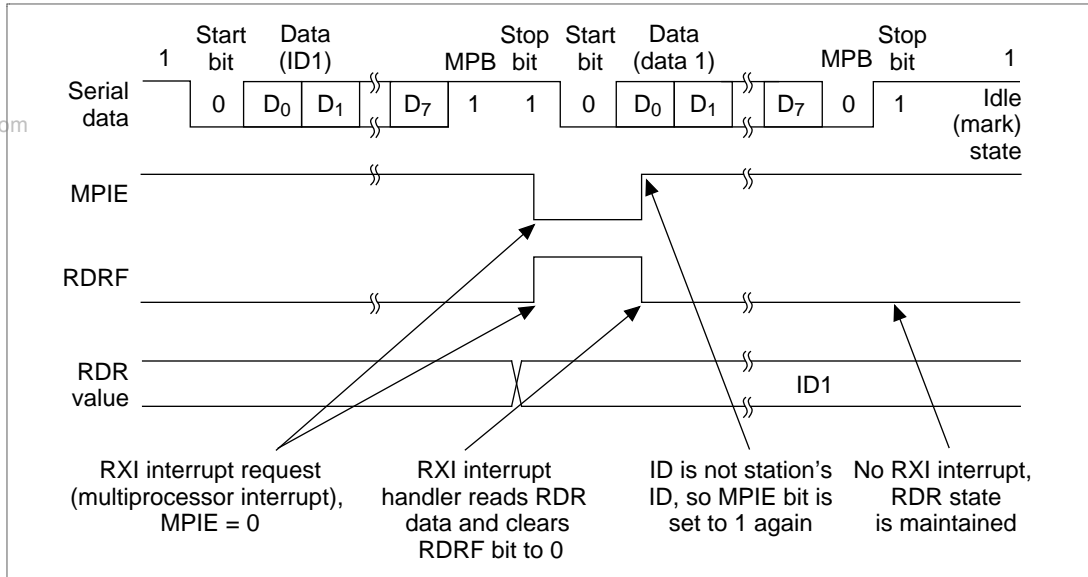 Start Data Stop Start Data Stop
1 bit (ID1) MPB bit bit (data 1) MPB bit 1
Serial data
0 D0 D1 D7 1 1 0 D0 D1 D7 0 1
Idle (mark) state
om
MPIE
RDRF
RDR value
ID1
RXI interrupt request
(multiprocessor interrupt),
MPIE = 0
RXI interrupt
handler reads RDR
data and clears
RDRF bit to 0
ID is not station's
ID, so MPIE bit is
set to 1 again
No RXI interrupt,
RDR state
is maintained